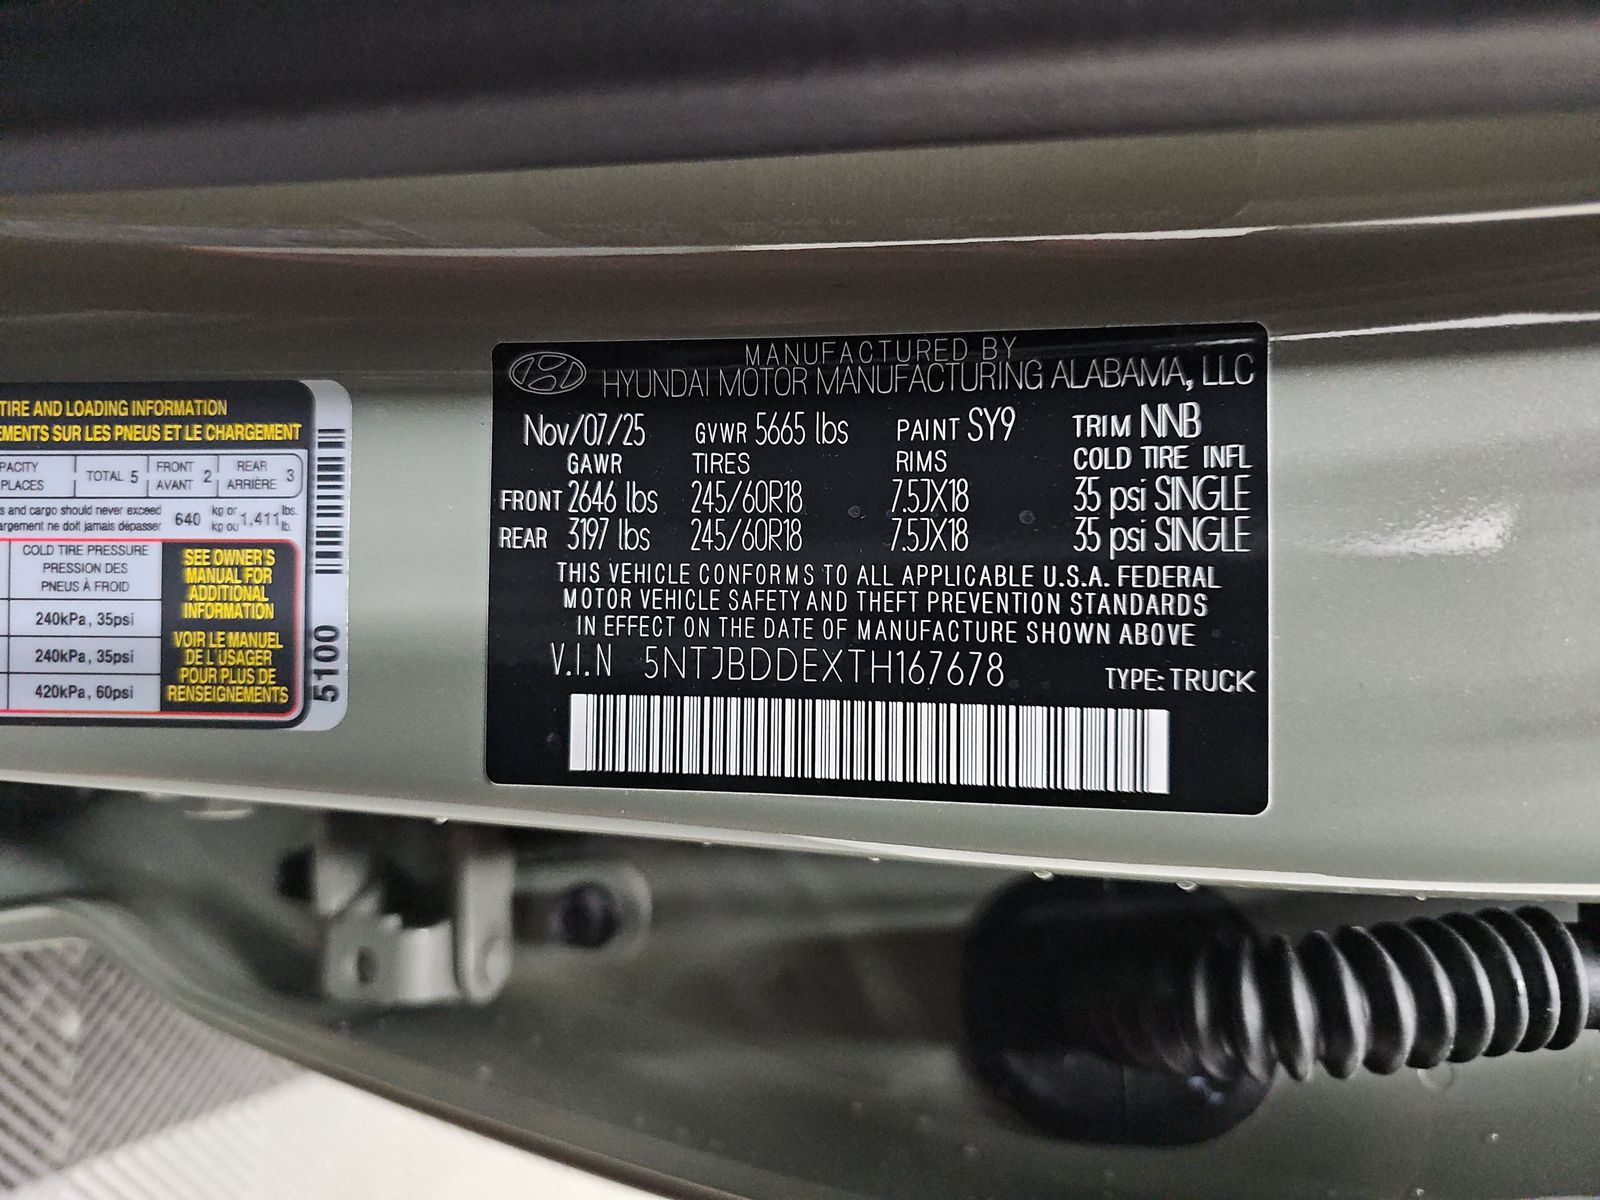 TIRE AND LOADING INFORMATION
EMENTS SUR LES PNEUS ET LE CHARGEMENT
PACITY
PLACES
TOTAL 5
FRONT
AVANT 2
REAR
ARRIÈRE 3
s and cargo should never exceed
argement ne doit jamais dépasser
640 kg or
kg ou 1,411 lbs.
lb.
COLD TIRE PRESSURE
PRESSION DES
PNEUS À FROID
240kPa, 35psi
240kPa, 35psi
420kPa, 60psi
SEE OWNER'S
MANUAL FOR
ADDITIONAL
INFORMATION
VOIR LE MANUEL
DE L'USAGER
POUR PLUS DE
RENSEIGNEMENTS
5100
MANUFACTURED BY
HYUNDAI MOTOR MANUFACTURING ALABAMA, LLC
Nov/07/25 GVWR 5665 lbs PAINT SY9 TRIM NNB
GAWR TIRES RIMS COLD TIRE INFL
FRONT 2646 lbs 245/60R18 7.5JX18 35 psi SINGLE
REAR 3197 lbs 245/60R18 7.5JX18 35 psi SINGLE
THIS VEHICLE CONFORMS TO ALL APPLICABLE U.S.A. FEDERAL
MOTOR VEHICLE SAFETY AND THEFT PREVENTION STANDARDS
IN EFFECT ON THE DATE OF MANUFACTURE SHOWN ABOVE
V.I.N 5NTJBDDEXTH167678 TYPE: TRUCK